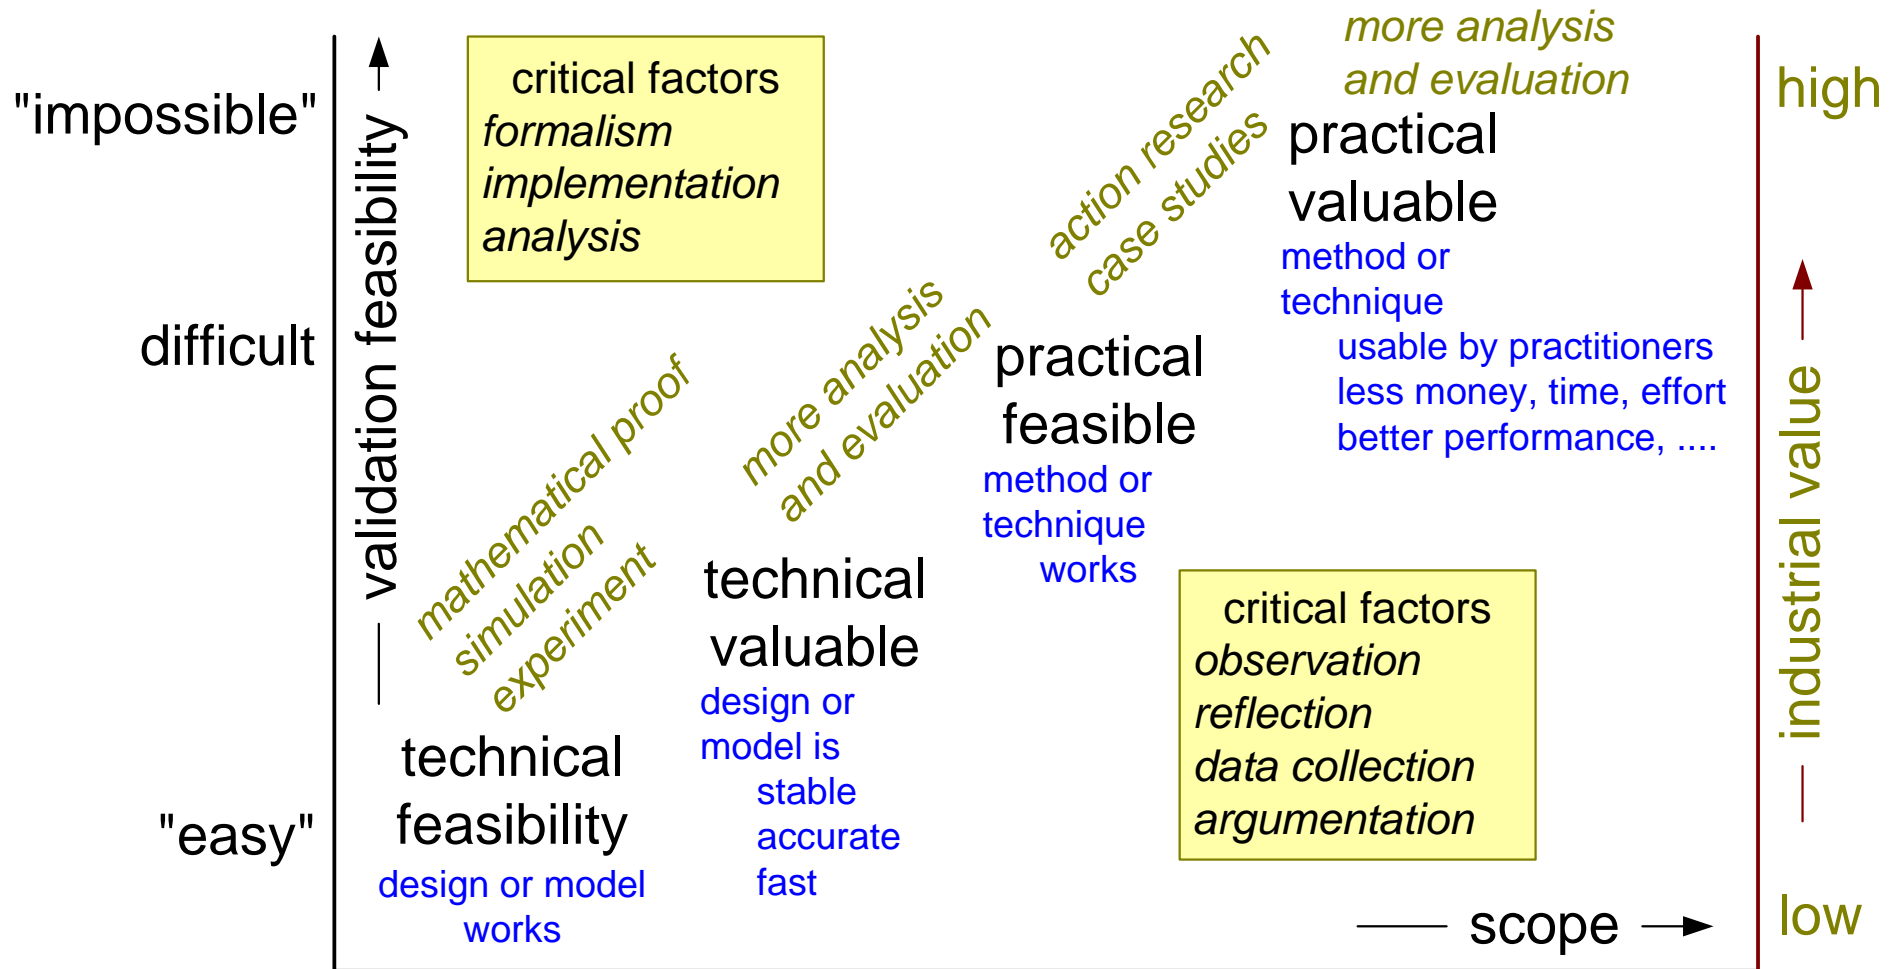 "impossible"
difficult
"easy"
validation feasibility
critical factors
formalism
implementation
analysis
mathematical proof
simulation
experiment
technical
feasibility
design or model
works
more analysis
and evaluation
technical
valuable
design or
model is
stable
accurate
fast
action research
case studies
practical
feasible
method or
technique
works
more analysis
and evaluation
practical
valuable
method or
technique
usable by practitioners
less money, time, effort
better performance, ....
critical factors
observation
reflection
data collection
argumentation
scope
high
industrial value
low